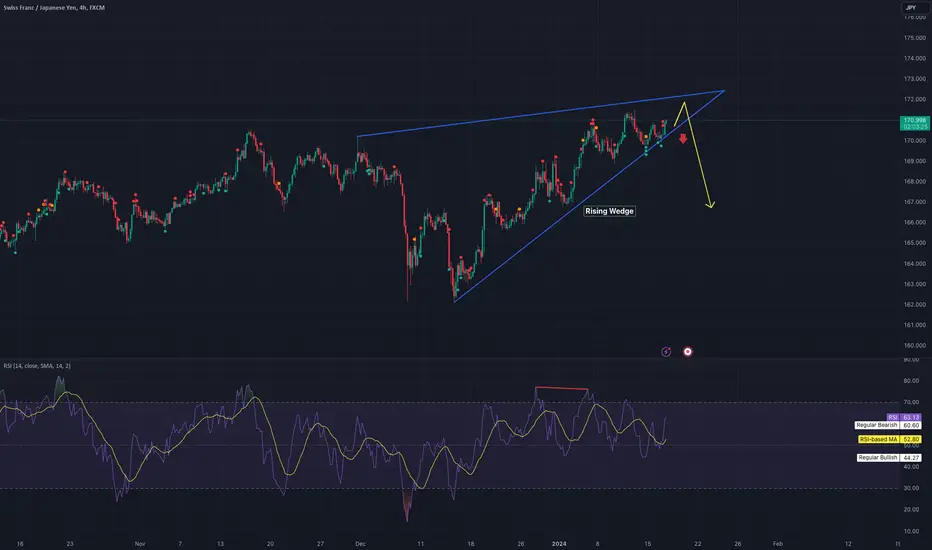 Swiss Franc / Japanese Yen, 4h, FXCM
JPY
176.000
175.000
174.000
173.000
172.000
170.998
02:03:25
170.000
169.000
168.000
167.000
166.000
165.000
164.000
163.000
162.000
161.000
160.000
Rising Wedge
RSI (14, close, SMA, 14, 2)
90.00
80.00
70.00
RSI 63.13
Regular Bearish 60.60
RSI-based MA 52.80
Regular Bullish 44.27
30.00
20.00
10.00
16 23 Nov 7 13 20 27 Dec 11 18 26 2024 8 15 22 26 Feb 12